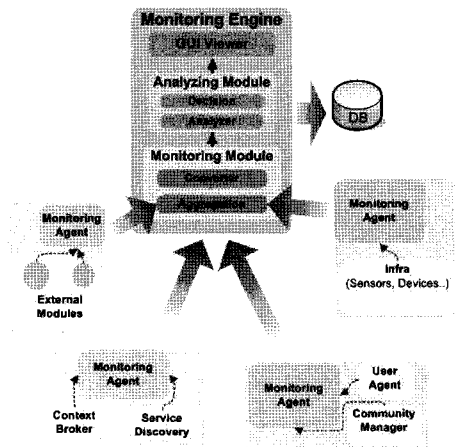 Monitoring Engine
GUI Viewer
Analyzing Module
Decision
Analyzer
DB
Monitoring Module
Monitoring
Agent
Monitoring
Agent
External
Modules
Infra
(Sensors, Devices..)
Monitoring
Agent
Context
Broker
Service
Discovery
Monitoring
Agent
User
Agent
Community
Manager